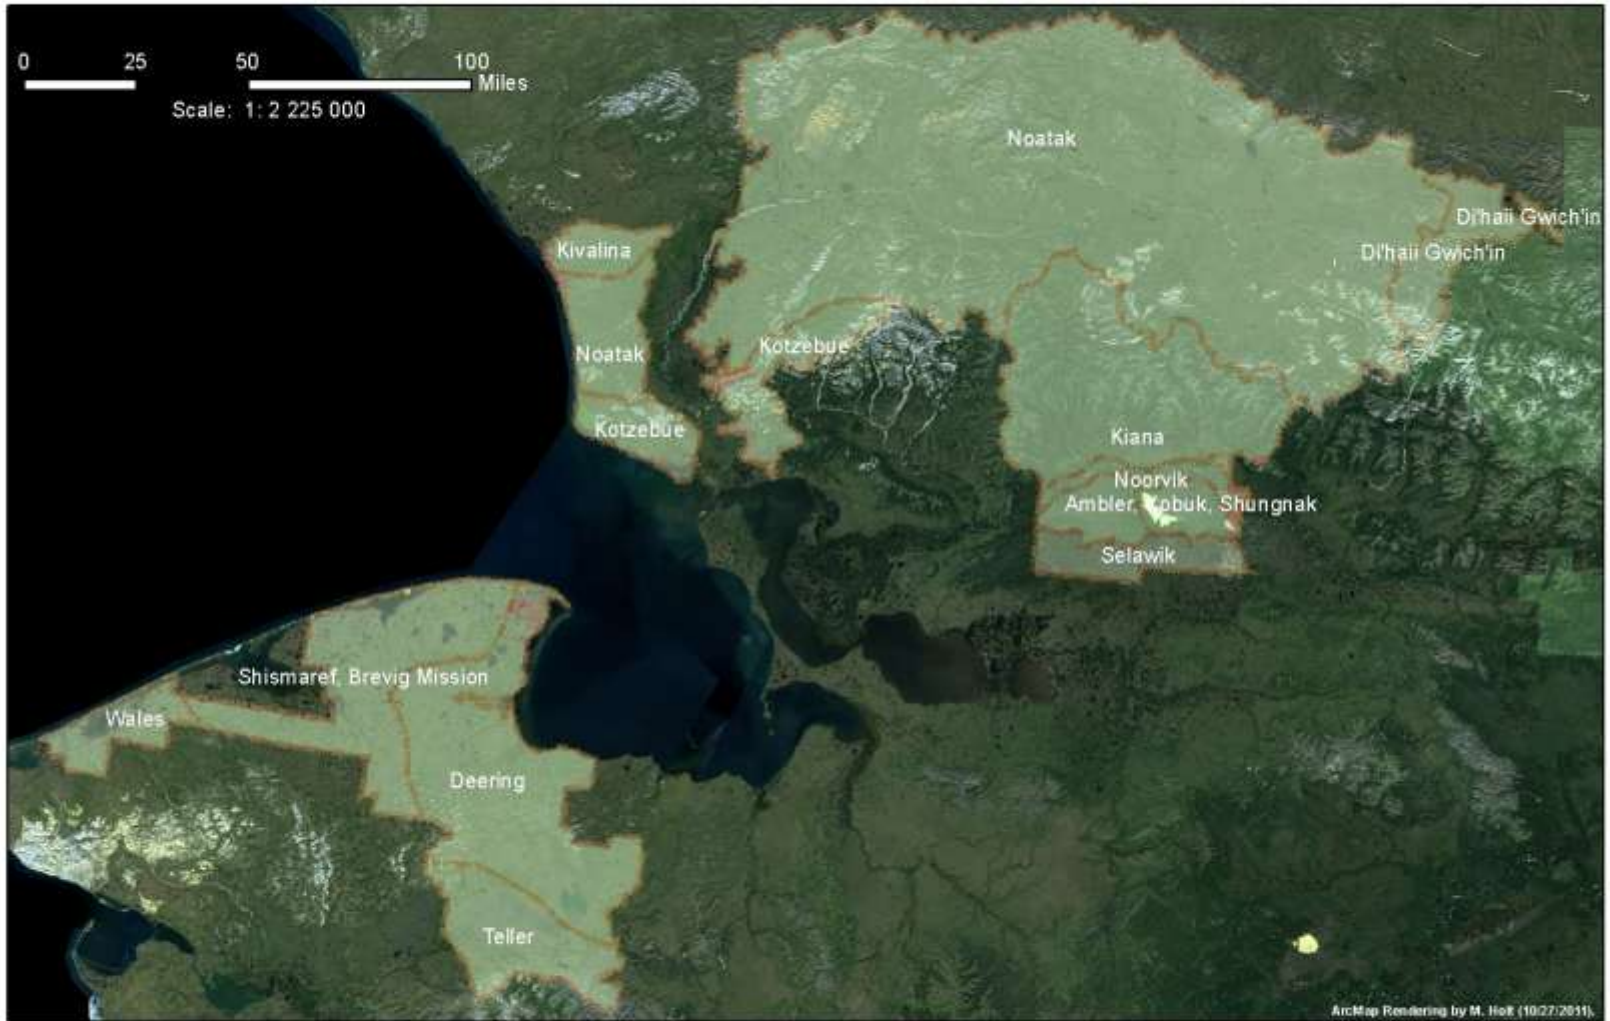 0 25 50 100
Miles
Scale: 1: 2 225 000
Noatak
Di'haii Gwich'in
Di'haii Gwich'in
Kivalina
Noatak
Kotzebue
Kotzebue
Kiana
Noorvik
Ambler, Kobuk, Shungnak
Selawik
Shismaref, Brevig Mission
Wales
Deering
Teller
ArcMap Rendering by M. Holt (10/27/2011).